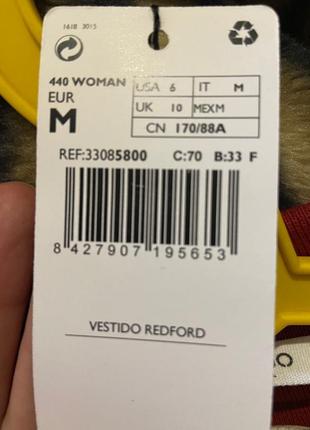 1618 3015
440 WOMAN
EUR
M
USA 6 IT M
UK 10 MEX M
CN 170/88A
REF:33085800 C:70 B:33 F
8 427907 195653
VESTIDO REDFORD